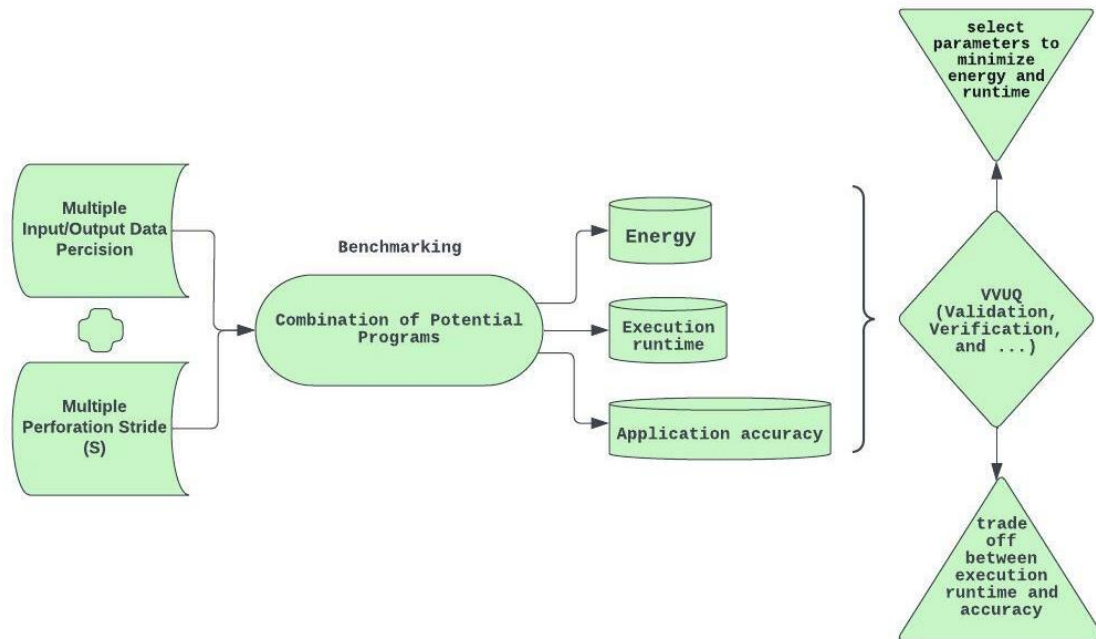 Multiple
Input/Output Data
Percision
Multiple
Perforation Stride
(S)
Benchmarking
Combination of Potential
Programs
Energy
Execution
runtime
Application accuracy
select
parameters to
minimize
energy and
runtime
VVUQ
(Validation,
Verification,
and ...)
trade
off
between
execution
runtime and
accuracy